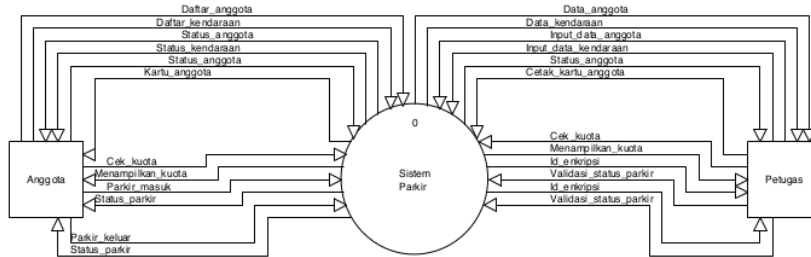 Daftar_anggota
Daftar_kendaraan
Status_anggota
Status_kendaraan
Status_anggota
Kartu_anggota
Data_anggota
Data_kendaraan
Input_data_anggota
Input_data_kendaraan
Status_anggota
Cetak_kartu_anggota
0
Anggota
Sistem
Parkir
Petugas
Cek_kuota
Menampilkan_kuota
Parkir_masuk
Status_parkir
Parkir_keluar
Status_parkir
Cek_kuota
Menampilkan_kuota
Id_enkripsi
Validasi_status_parkir
Id_enkripsi
Validasi_status_parkir